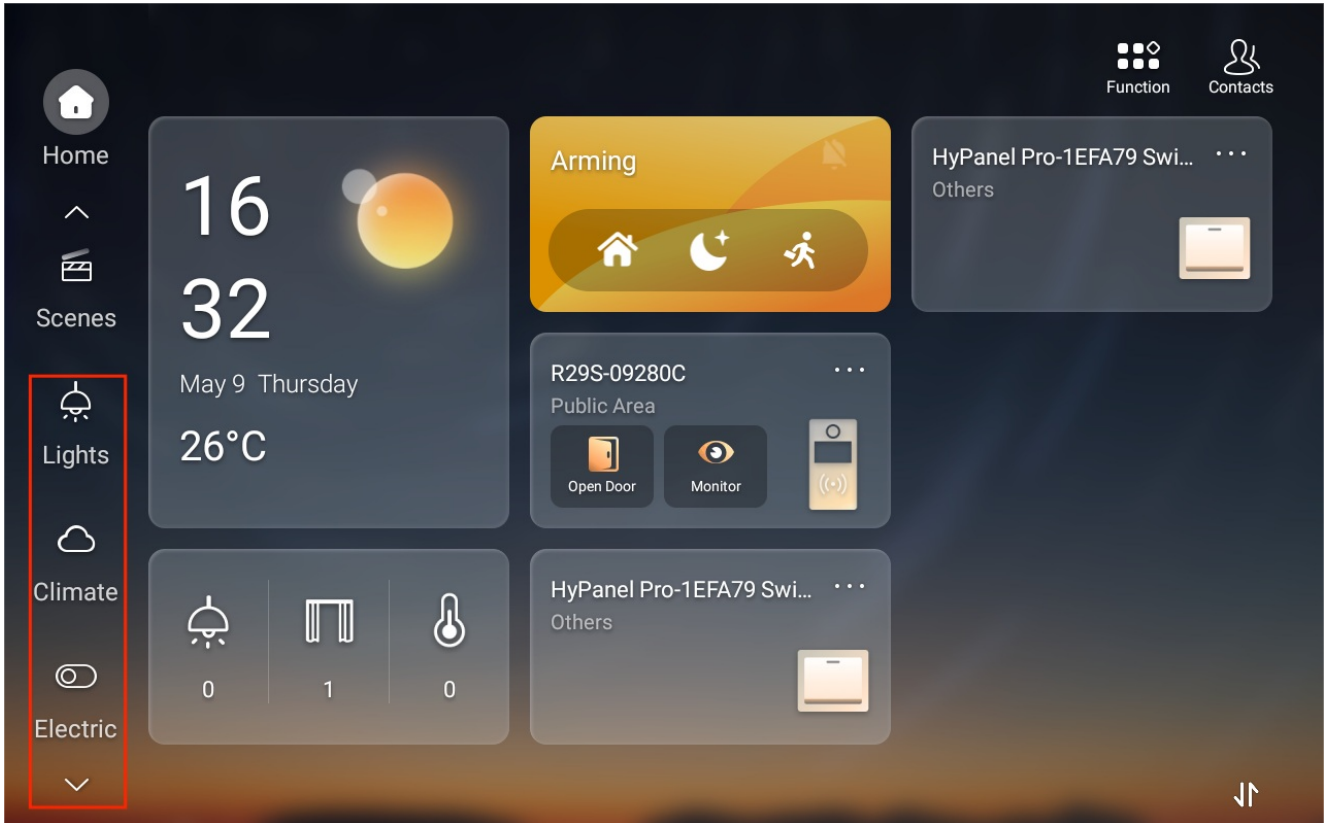 Function
Contacts
Home
Scenes
Lights
Climate
Electric
16
32
May 9 Thursday
26°C
0
1
0
Arming
R29S-09280C
Public Area
Open Door
Monitor
HyPanel Pro-1EFA79 Swi...
Others
HyPanel Pro-1EFA79 Swi...
Others